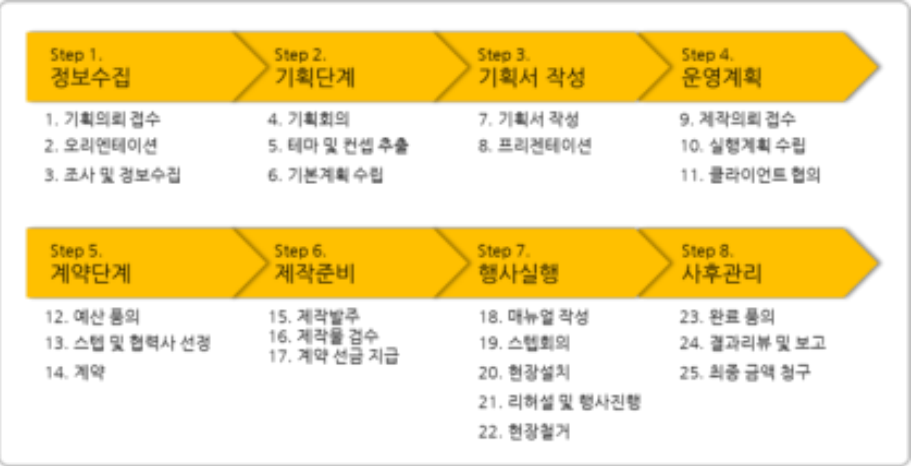 Step 1.
정보수집
1. 기획의뢰 접수
2. 오리엔테이션
3. 조사 및 정보수집
Step 2.
기획단계
4. 기획회의
5. 테마 및 컨셉 추출
6. 기본계획 수립
Step 3.
기획서 작성
7. 기획서 작성
8. 프리젠테이션
Step 4.
운영계획
9. 제작의뢰 접수
10. 실행계획 수립
11. 클라이언트 협의
Step 5.
계약단계
12. 예산 품의
13. 스텝 및 협력사 선정
14. 계약
Step 6.
제작준비
15. 제작발주
16. 제작물 검수
17. 계약 선금 지급
Step 7.
행사실행
18. 매뉴얼 작성
19. 스텝회의
20. 현장설치
21. 리허설 및 행사진행
22. 현장철거
Step 8.
사후관리
23. 완료 품의
24. 결과리뷰 및 보고
25. 최종 금액 청구